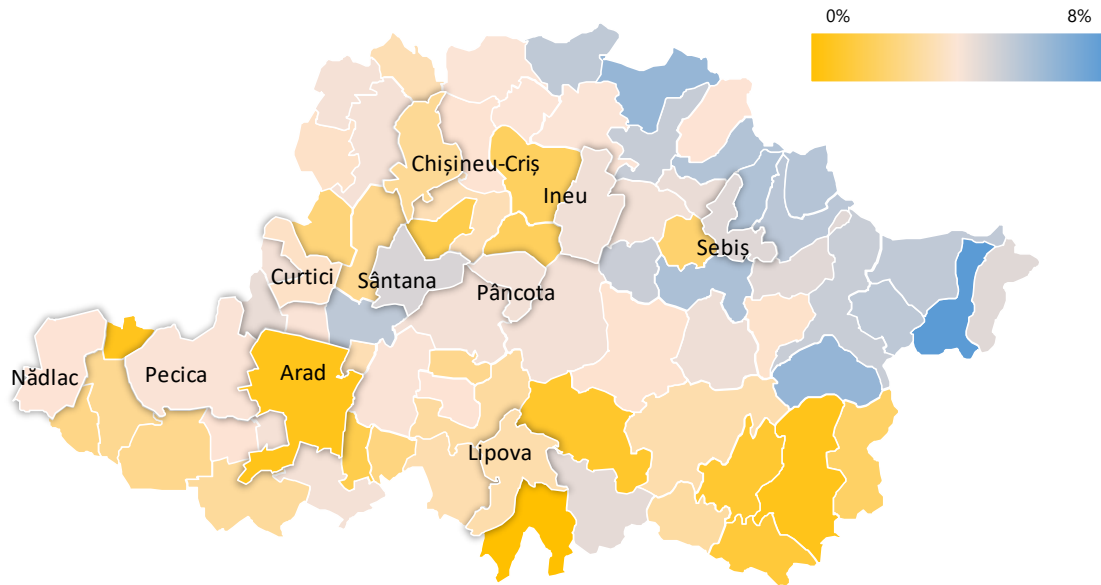 0%
8%
Chișineu-Criș
Ineu
Sebiș
Curtici
Sântana
Pâncota
Nădlac
Pecica
Arad
Lipova